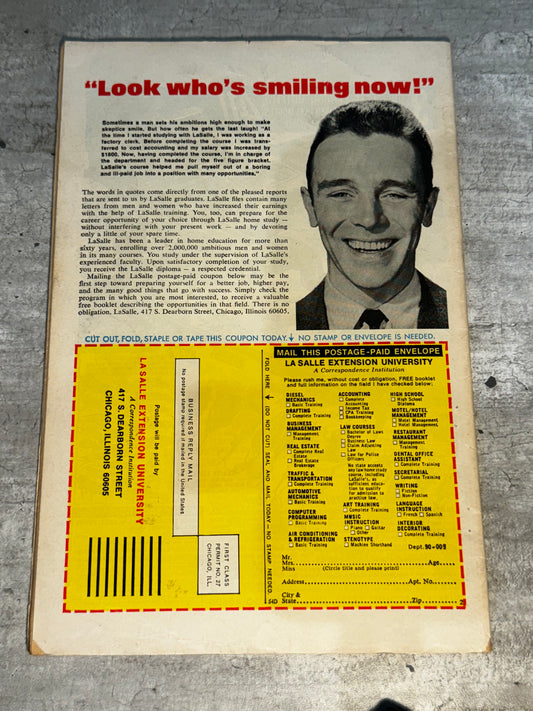 “Look who's smiling now!”
Sometimes a man sets his ambitions high enough to make
skeptics smile. But how often he gets the last laugh! “At
the time I started studying with LaSalle, I was working as a
factory clerk. Before completing the course I was trans-
ferred to cost accounting and my salary was increased by
$1800. Now, having completed the course, I'm in charge of
the department and headed for the five figure bracket.
LaSalle's course helped me pull myself out of a boring
and ill-paid job into a position with many opportunities.”
The words in quotes come directly from one of the pleased reports
that are sent to us by LaSalle graduates. LaSalle files contain many
letters from men and women who have increased their earnings
with the help of LaSalle training. You, too, can prepare for the
career opportunity of your choice through LaSalle home study —
without interfering with your present work — and by devoting
only a little of your spare time.
LaSalle has been a leader in home education for more than
sixty years, enrolling over 2,000,000 ambitious men and women
in its many courses. You study under the supervision of LaSalle's
experienced faculty. Upon satisfactory completion of your study,
you receive the LaSalle diploma — a respected credential.
Mailing the LaSalle postage-paid coupon below may be the
first step toward preparing yourself for a better job, higher pay,
and the many good things that go with success. Simply check the
program in which you are most interested, to receive a valuable
free booklet describing the opportunities in that field. There is no
obligation. LaSalle, 417 S. Dearborn Street, Chicago, Illinois 60605.
CUT OUT, FOLD, STAPLE OR TAPE THIS COUPON TODAY. NO STAMP OR ENVELOPE IS NEEDED.
FIRST CLASS
PERMIT NO. 27
CHICAGO, ILL.
BUSINESS REPLY MAIL
No postage stamp required if mailed in the United States
Postage will be paid by
LA SALLE EXTENSION UNIVERSITY
A Correspondence Institution
417 S. DEARBORN STREET
CHICAGO, ILLINOIS 60605
FOLD HERE (DO NOT CUT) SEAL AND MAIL TODAY — NO STAMP NEEDED.
MAIL THIS POSTAGE-PAID ENVELOPE
LA SALLE EXTENSION UNIVERSITY
A Correspondence Institution
Please rush me, without cost or obligation, FREE booklet
and full information on the field I have checked below:
DIESEL
MECHANICS
Basic Training
DRAFTING
Complete Training
BUSINESS
MANAGEMENT
Management
Training
REAL ESTATE
Complete Real
Estate
Real Estate
Brokerage
TRAFFIC &
TRANSPORTATION
Complete Training
AUTOMOTIVE
MECHANICS
Basic Training
COMPUTER
PROGRAMMING
Basic Training
AIR CONDITIONING
& REFRIGERATION
Basic Training
ACCOUNTING
Complete
Accounting
Income Tax
CPA Training
Bookkeeping
LAW COURSES
Bachelor of Laws
Degree
Business Law
Claim Adjusting
Law
Law for Police
Officers
No state accepts
any law home study
course, including
LaSalle's, as
sufficient educa-
tion to qualify
for admission to
practice law.
ART TRAINING
Complete Training
MUSIC
INSTRUCTION
Piano Guitar
Other
STENOTYPE
Machine Shorthand
HIGH SCHOOL
High School
Diploma
MOTEL/HOTEL
MANAGEMENT
Motel Management
Hotel Management
RESTAURANT
MANAGEMENT
Management
Training
DENTAL OFFICE
ASSISTANT
Complete Training
SECRETARIAL
Complete Training
WRITING
Fiction
Non-Fiction
LANGUAGE
INSTRUCTION
French Spanish
INTERIOR
DECORATING
Complete Training
Dept. 90-009
Mr.
Mrs. Age
Miss
(Circle title and please print)
Address Apt. No.
City &
State Zip
54D